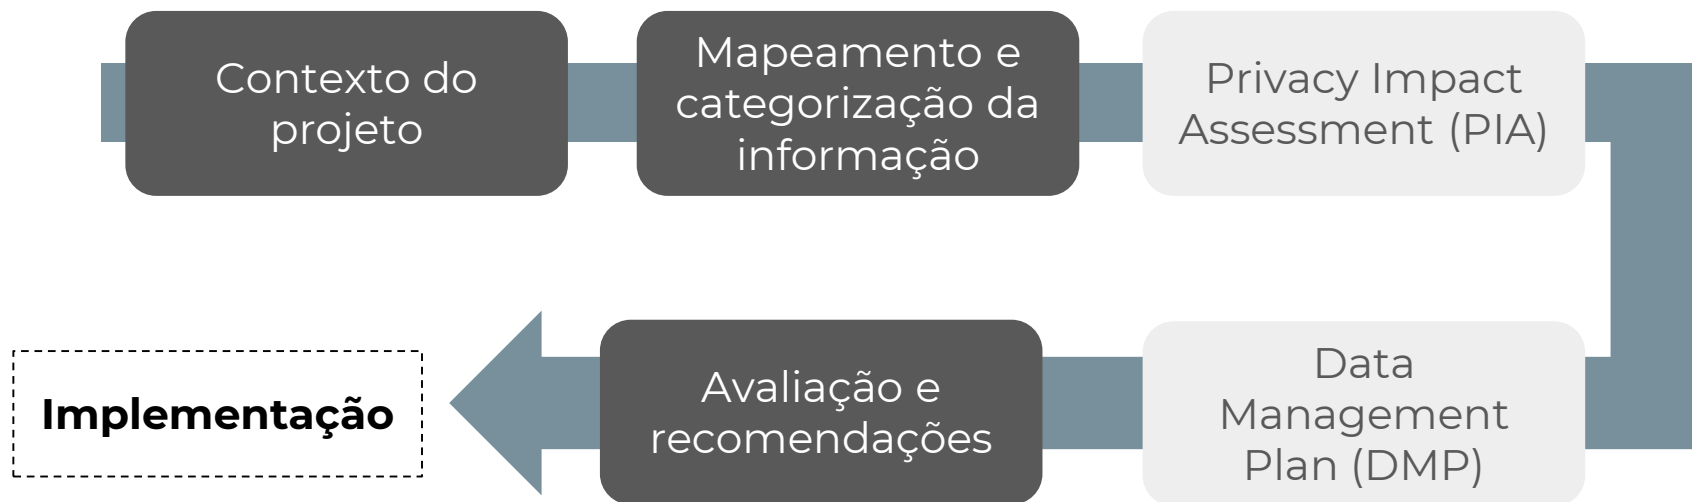 Contexto do
projeto
Mapeamento e
categorização da
informação
Privacy Impact
Assessment (PIA)
Data
Management
Plan (DMP)
Avaliação e
recomendações
Implementação